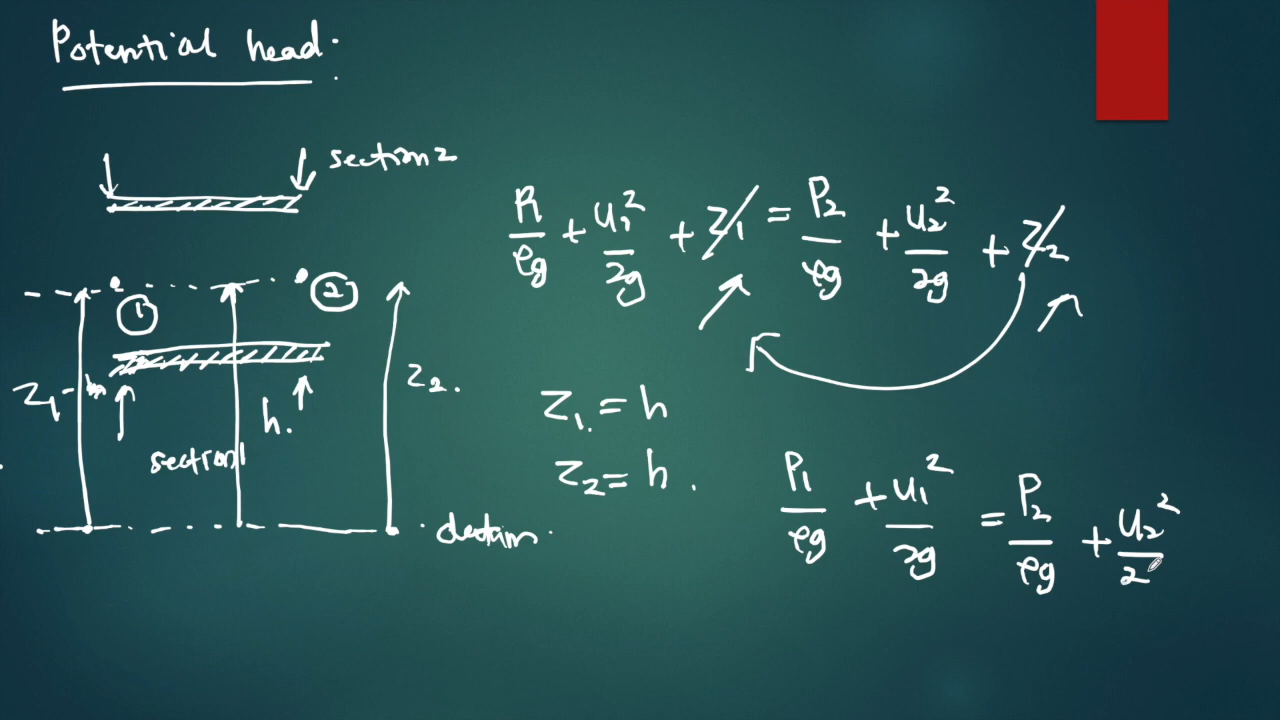 Potential head:
section 2
P₁/ρg + u₁²/2g + z₁ = P₂/ρg + u₂²/2g + z₂
①
②
z₁
h.
z₂.
section 1
z₁. = h
z₂ = h.
P₁/ρg + u₁²/2g = P₂/ρg + u₂²/2